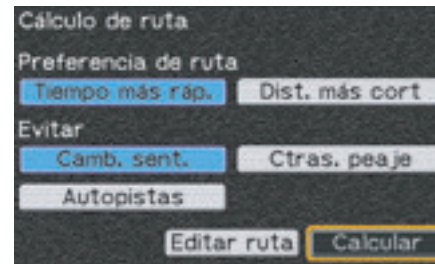 Cálculo de ruta
Preferencia de ruta
Tiempo más ráp. Dist. más cort
Evitar
Camb. sent. Ctras. peaje
Autopistas
Editar ruta Calcular